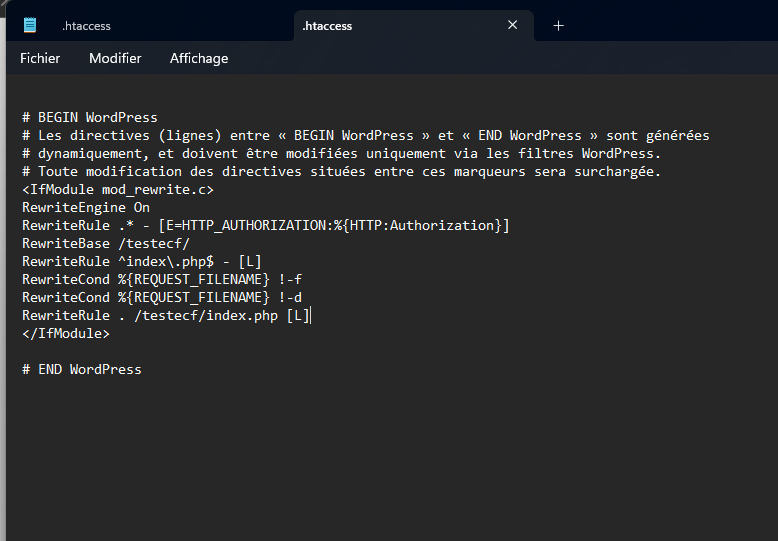 .htaccess
.htaccess
Fichier Modifier Affichage
# BEGIN WordPress
# Les directives (lignes) entre « BEGIN WordPress » et « END WordPress » sont générées
# dynamiquement, et doivent être modifiées uniquement via les filtres WordPress.
# Toute modification des directives situées entre ces marqueurs sera surchargée.
<IfModule mod_rewrite.c>
RewriteEngine On
RewriteRule .* - [E=HTTP_AUTHORIZATION:%{HTTP:Authorization}]
RewriteBase /testecf/
RewriteRule ^index\.php$ - [L]
RewriteCond %{REQUEST_FILENAME} !-f
RewriteCond %{REQUEST_FILENAME} !-d
RewriteRule . /testecf/index.php [L]
</IfModule>
# END WordPress